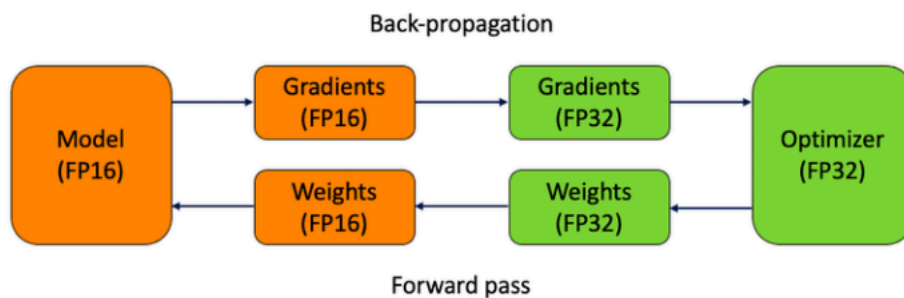 Back-propagation
Model
(FP16)
Gradients
(FP16)
Gradients
(FP32)
Optimizer
(FP32)
Weights
(FP16)
Weights
(FP32)
Forward pass